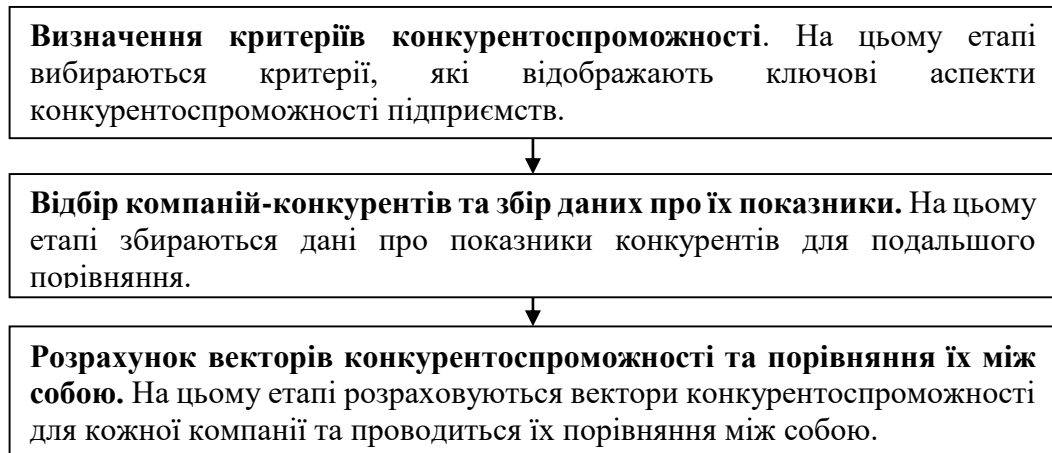 Визначення критеріїв конкурентоспроможності. На цьому етапі
вибираються критерії, які відображають ключові аспекти
конкурентоспроможності підприємств.
Відбір компаній-конкурентів та збір даних про їх показники. На цьому
етапі збираються дані про показники конкурентів для подальшого
порівняння.
Розрахунок векторів конкурентоспроможності та порівняння їх між
собою. На цьому етапі розраховуються вектори конкурентоспроможності
для кожної компанії та проводиться їх порівняння між собою.